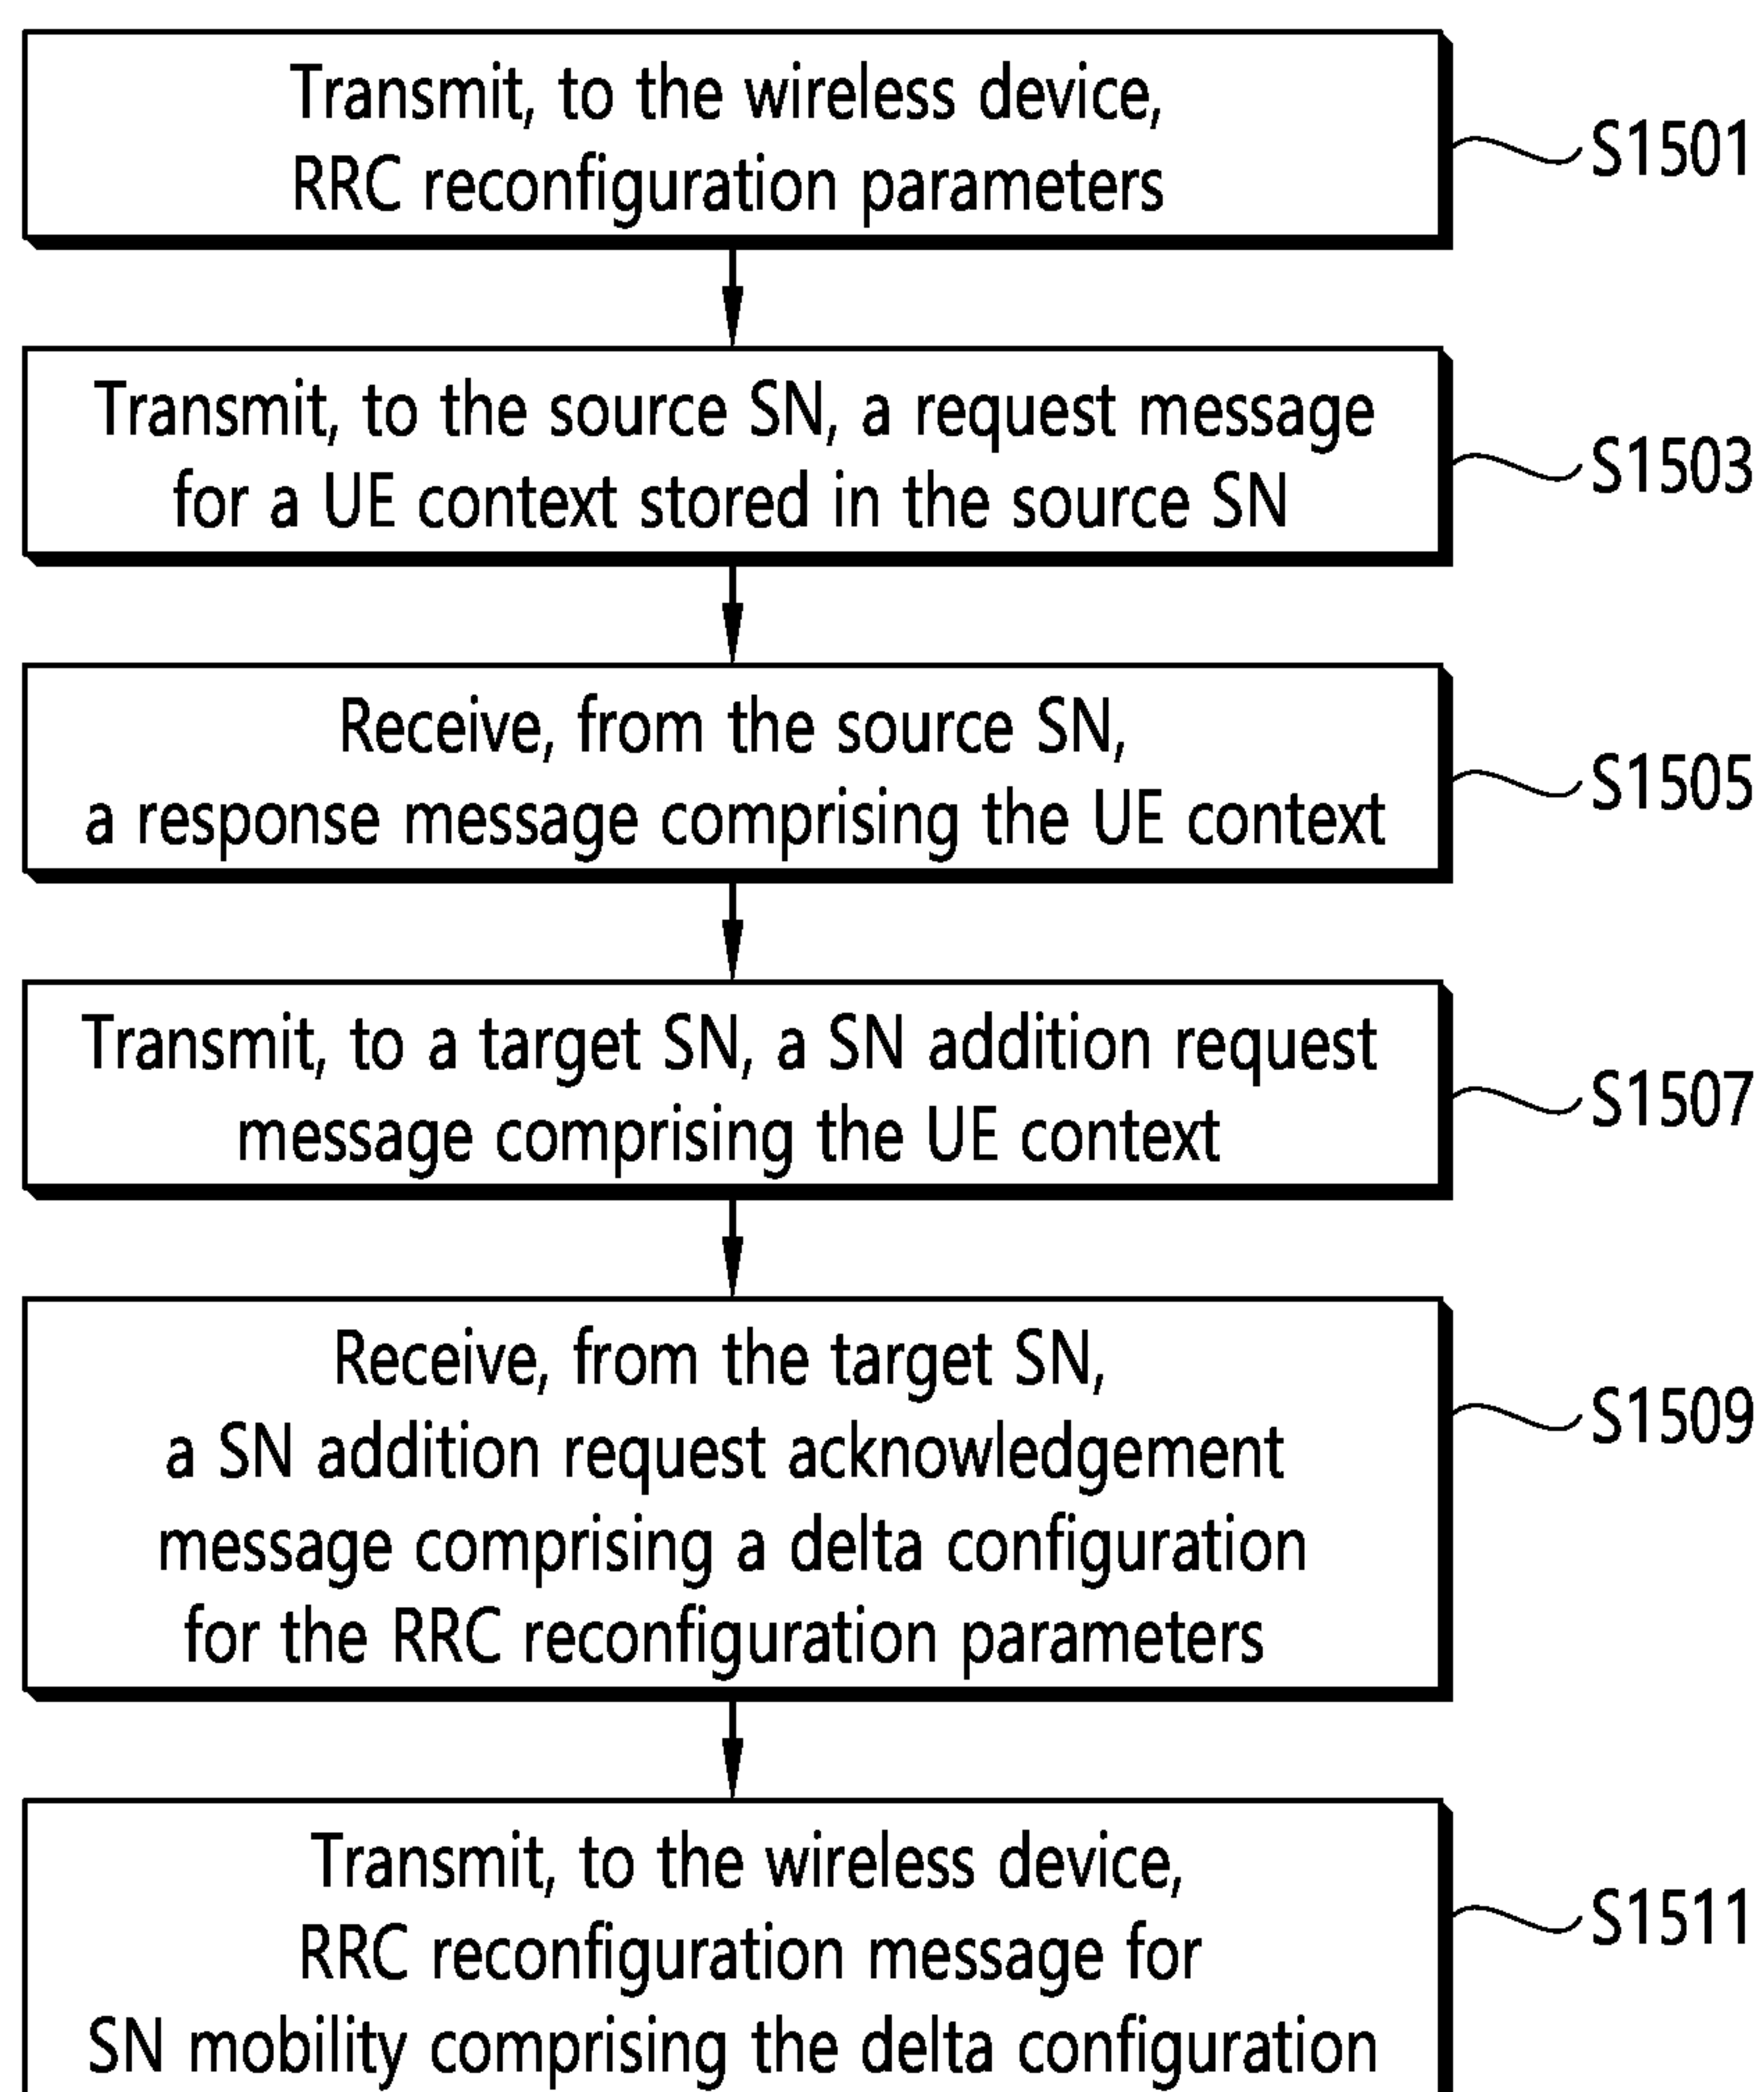 Transmit, to the wireless device,
RRC reconfiguration parameters
S1501
Transmit, to the source SN, a request message
for a UE context stored in the source SN
S1503
Receive, from the source SN,
a response message comprising the UE context
S1505
Transmit, to a target SN, a SN addition request
message comprising the UE context
S1507
Receive, from the target SN,
a SN addition request acknowledgement
message comprising a delta configuration
for the RRC reconfiguration parameters
S1509
Transmit, to the wireless device,
RRC reconfiguration message for
SN mobility comprising the delta configuration
S1511